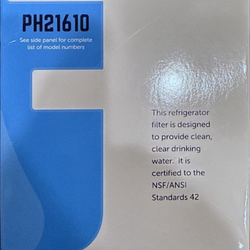 PH21610
See side panel for complete
list of model numbers
This refrigerator
filter is designed
to provide clean,
clear drinking
water. It is
certified to the
NSF/ANSI
Standards 42